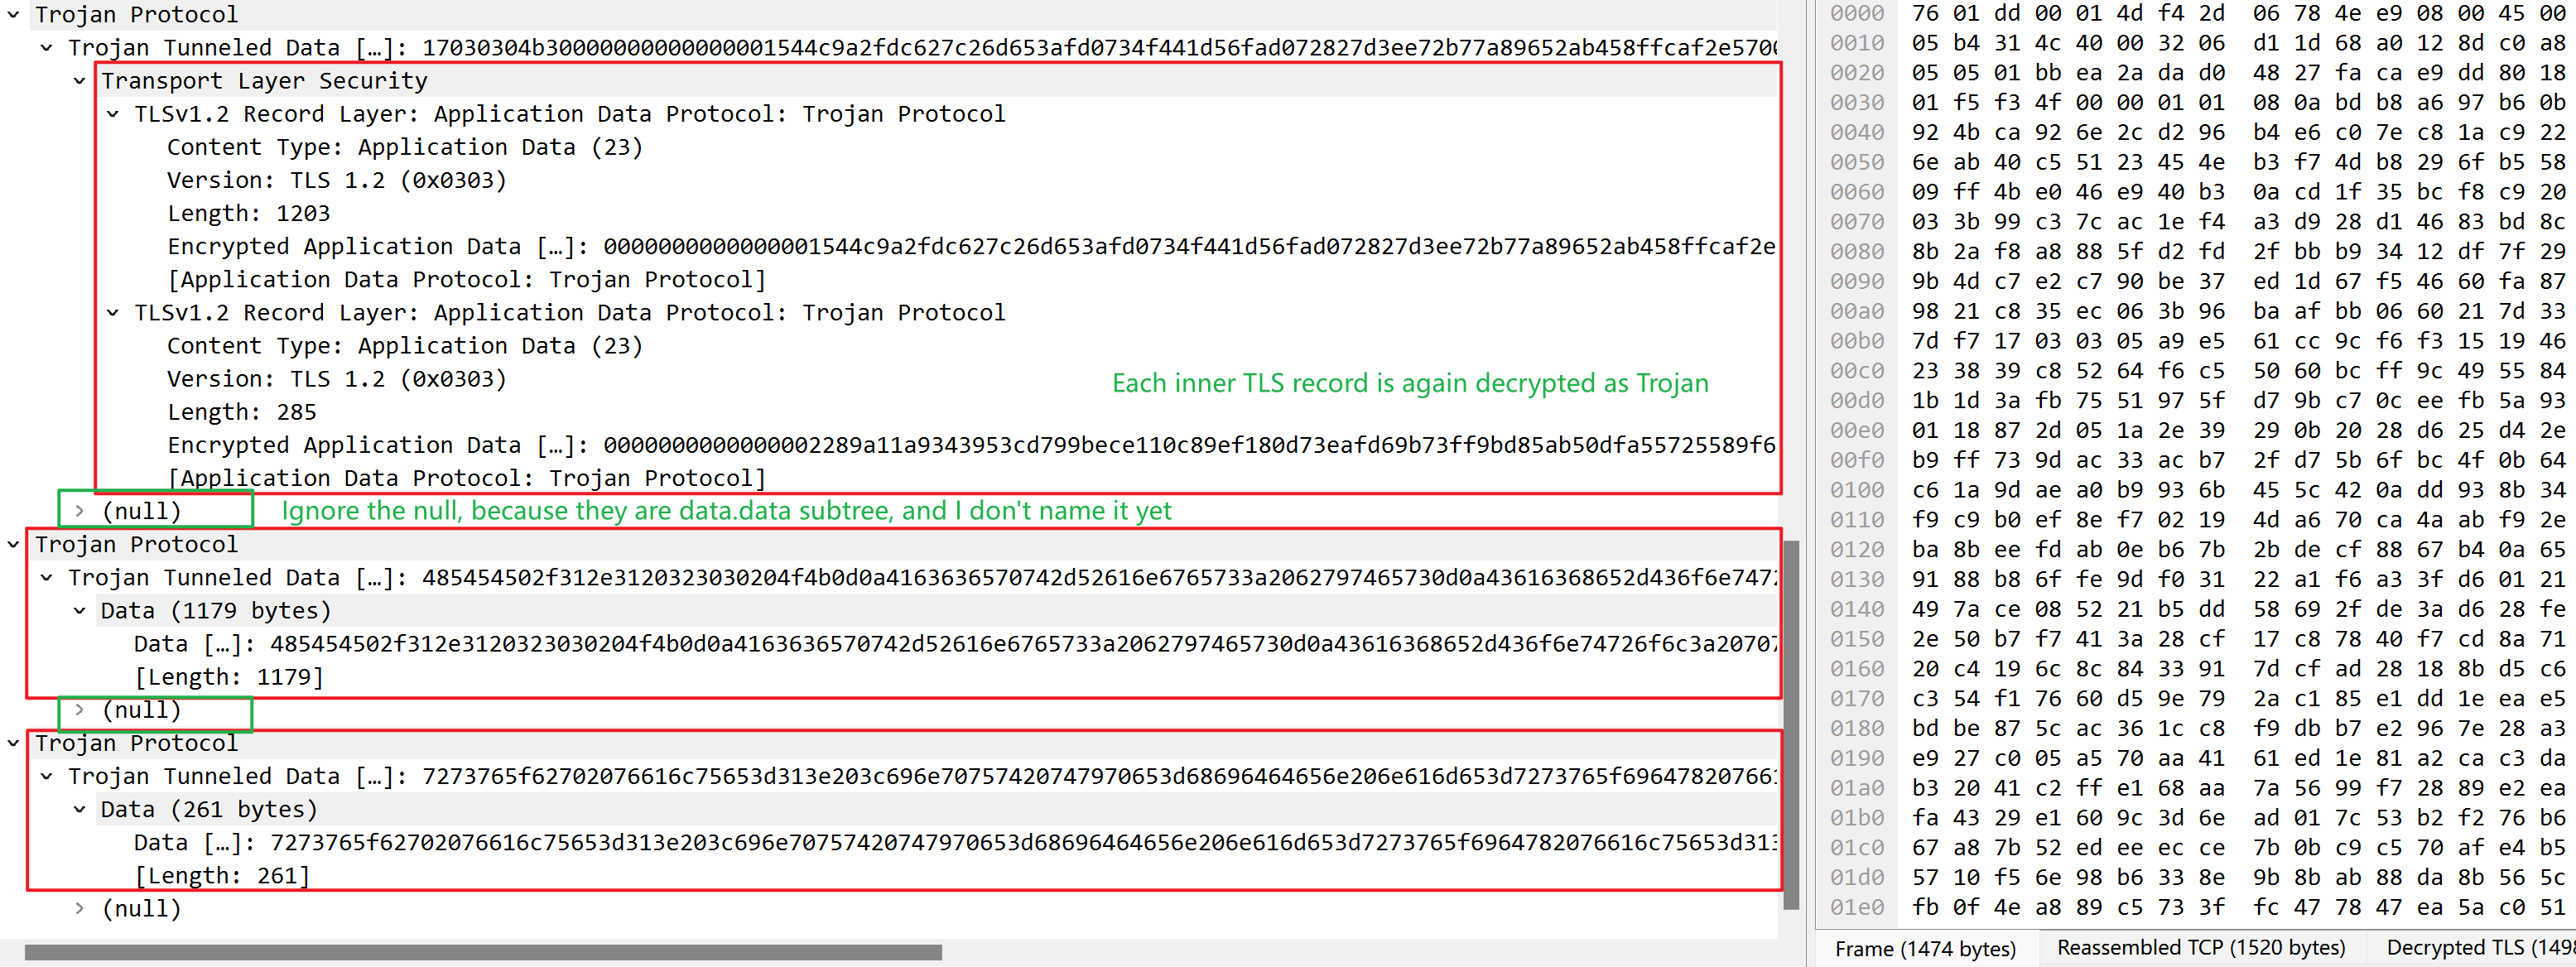 Trojan Protocol
Trojan Tunneled Data […]: 17030304b30000000000000001544c9a2fdc627c26d653afd0734f441d56fad072827d3ee72b77a89652ab458ffcaf2e570
Transport Layer Security
TLSv1.2 Record Layer: Application Data Protocol: Trojan Protocol
Content Type: Application Data (23)
Version: TLS 1.2 (0x0303)
Length: 1203
Encrypted Application Data […]: 0000000000000001544c9a2fdc627c26d653afd0734f441d56fad072827d3ee72b77a89652ab458ffcaf2e
[Application Data Protocol: Trojan Protocol]
TLSv1.2 Record Layer: Application Data Protocol: Trojan Protocol
Content Type: Application Data (23)
Version: TLS 1.2 (0x0303)
Each inner TLS record is again decrypted as Trojan
Length: 285
Encrypted Application Data […]: 0000000000000002289a11a9343953cd799bece110c89ef180d73eafd69b73ff9bd85ab50dfa55725589f6
[Application Data Protocol: Trojan Protocol]
(null) Ignore the null, because they are data.data subtree, and I don't name it yet
Trojan Protocol
Trojan Tunneled Data […]: 485454502f312e3120323030204f4b0d0a4163636570742d52616e6765733a2062797465730d0a43616368652d436f6e7472
Data (1179 bytes)
Data […]: 485454502f312e3120323030204f4b0d0a4163636570742d52616e6765733a2062797465730d0a43616368652d436f6e74726f6c3a20707
[Length: 1179]
(null)
Trojan Protocol
Trojan Tunneled Data […]: 7273765f62702076616c75653d313e203c696e70757420747970653d68696464656e206e616d653d7273765f696478207661
Data (261 bytes)
Data […]: 7273765f62702076616c75653d313e203c696e70757420747970653d68696464656e206e616d653d7273765f6964782076616c75653d313
[Length: 261]
(null)
0000 76 01 dd 00 01 4d f4 2d 06 78 4e e9 08 00 45 00
0010 05 b4 31 4c 40 00 32 06 d1 1d 68 a0 12 8d c0 a8
0020 05 05 01 bb ea 2a da d0 48 27 fa ca e9 dd 80 18
0030 01 f5 f3 4f 00 00 01 01 08 0a bd b8 a6 97 b6 0b
0040 92 4b ca 92 6e 2c d2 96 b4 e6 c0 7e c8 1a c9 22
0050 6e ab 40 c5 51 23 45 4e b3 f7 4d b8 29 6f b5 58
0060 09 ff 4b e0 46 e9 40 b3 0a cd 1f 35 bc f8 c9 20
0070 03 3b 99 c3 7c ac 1e f4 a3 d9 28 d1 46 83 bd 8c
0080 8b 2a f8 a8 88 5f d2 fd 2f bb b9 34 12 df 7f 29
0090 9b 4d c7 e2 c7 90 be 37 ed 1d 67 f5 46 60 fa 87
00a0 98 21 c8 35 ec 06 3b 96 ba af bb 06 60 21 7d 33
00b0 7d f7 17 03 03 05 a9 e5 61 cc 9c f6 f3 15 19 46
00c0 23 38 39 c8 52 64 f6 c5 50 60 bc ff 9c 49 55 84
00d0 1b 1d 3a fb 75 51 97 5f d7 9b c7 0c ee fb 5a 93
00e0 01 18 87 2d 05 1a 2e 39 29 0b 20 28 d6 25 d4 2e
00f0 b9 ff 73 9d ac 33 ac b7 2f d7 5b 6f bc 4f 0b 64
0100 c6 1a 9d ae a0 b9 93 6b 45 5c 42 0a dd 93 8b 34
0110 f9 c9 b0 ef 8e f7 02 19 4d a6 70 ca 4a ab f9 2e
0120 ba 8b ee fd ab 0e b6 7b 2b de cf 88 67 b4 0a 65
0130 91 88 b8 6f fe 9d f0 31 22 a1 f6 a3 3f d6 01 21
0140 49 7a ce 08 52 21 b5 dd 58 69 2f de 3a d6 28 fe
0150 2e 50 b7 f7 41 3a 28 cf 17 c8 78 40 f7 cd 8a 71
0160 20 c4 19 6c 8c 84 33 91 7d cf ad 28 18 8b d5 c6
0170 c3 54 f1 76 60 d5 9e 79 2a c1 85 e1 dd 1e ea e5
0180 bd be 87 5c ac 36 1c c8 f9 db b7 e2 96 7e 28 a3
0190 e9 27 c0 05 a5 70 aa 41 61 ed 1e 81 a2 ca c3 da
01a0 b3 20 41 c2 ff e1 68 aa 7a 56 99 f7 28 89 e2 ea
01b0 fa 43 29 e1 60 9c 3d 6e ad 01 7c 53 b2 f2 76 b6
01c0 67 a8 7b 52 ed ee ec ce 7b 0b c9 c5 70 af e4 b5
01d0 57 10 f5 6e 98 b6 33 8e 9b 8b ab 88 da 8b 56 5c
01e0 fb 0f 4e a8 89 c5 73 3f fc 47 78 47 ea 5a c0 51
Frame (1474 bytes) Reassembled TCP (1520 bytes) Decrypted TLS (149